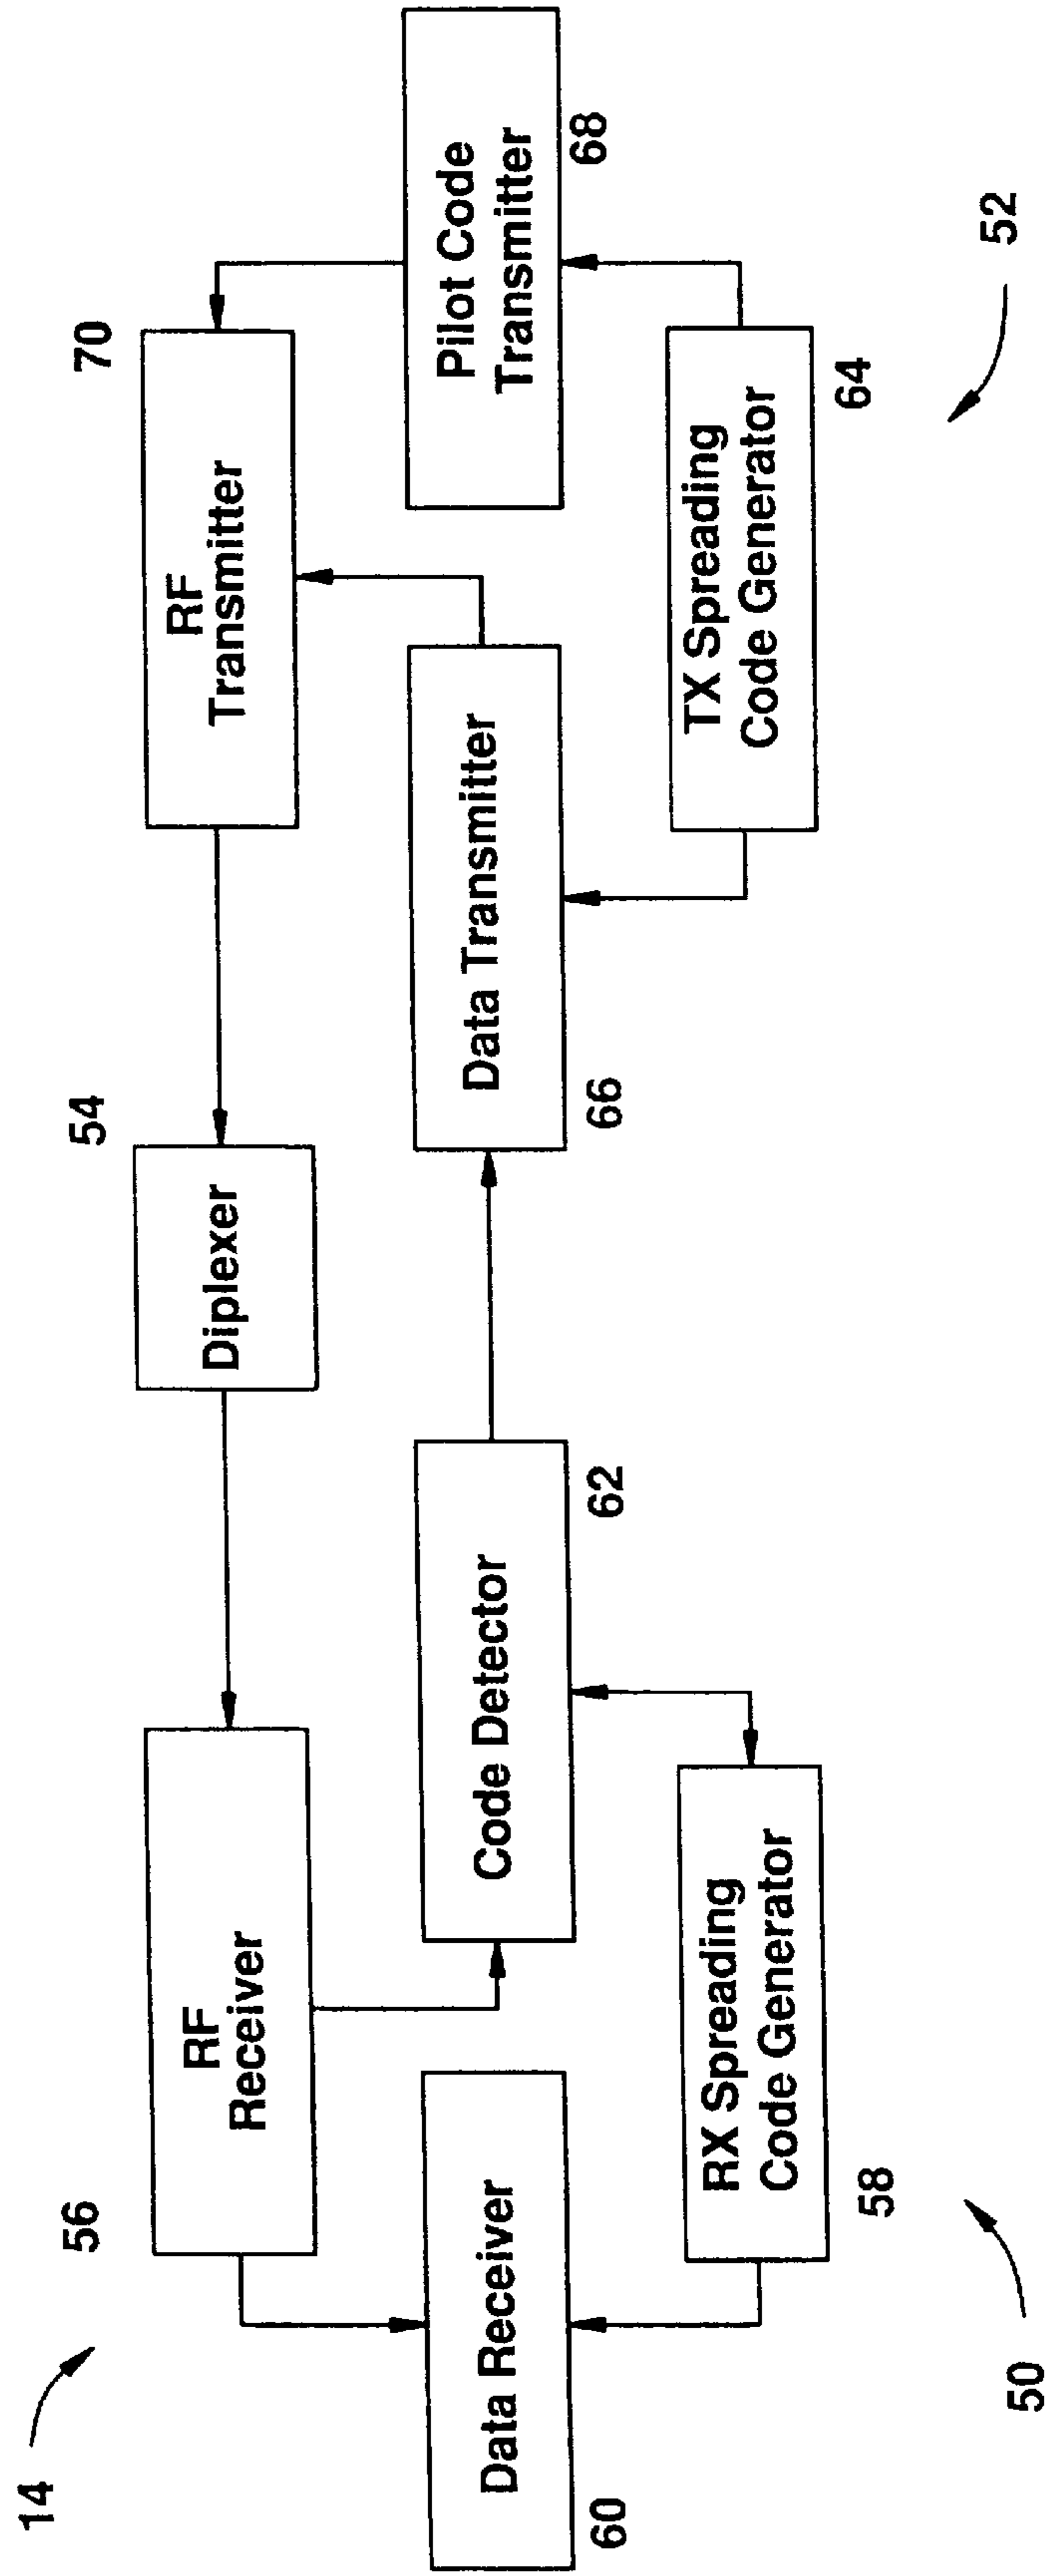 14
56
RF
Receiver
54
Diplexer
70
RF
Transmitter
60
Data Receiver
Code Detector
62
66
Data Transmitter
Pilot Code
Transmitter
68
RX Spreading
Code Generator
58
TX Spreading
Code Generator
64
50
52